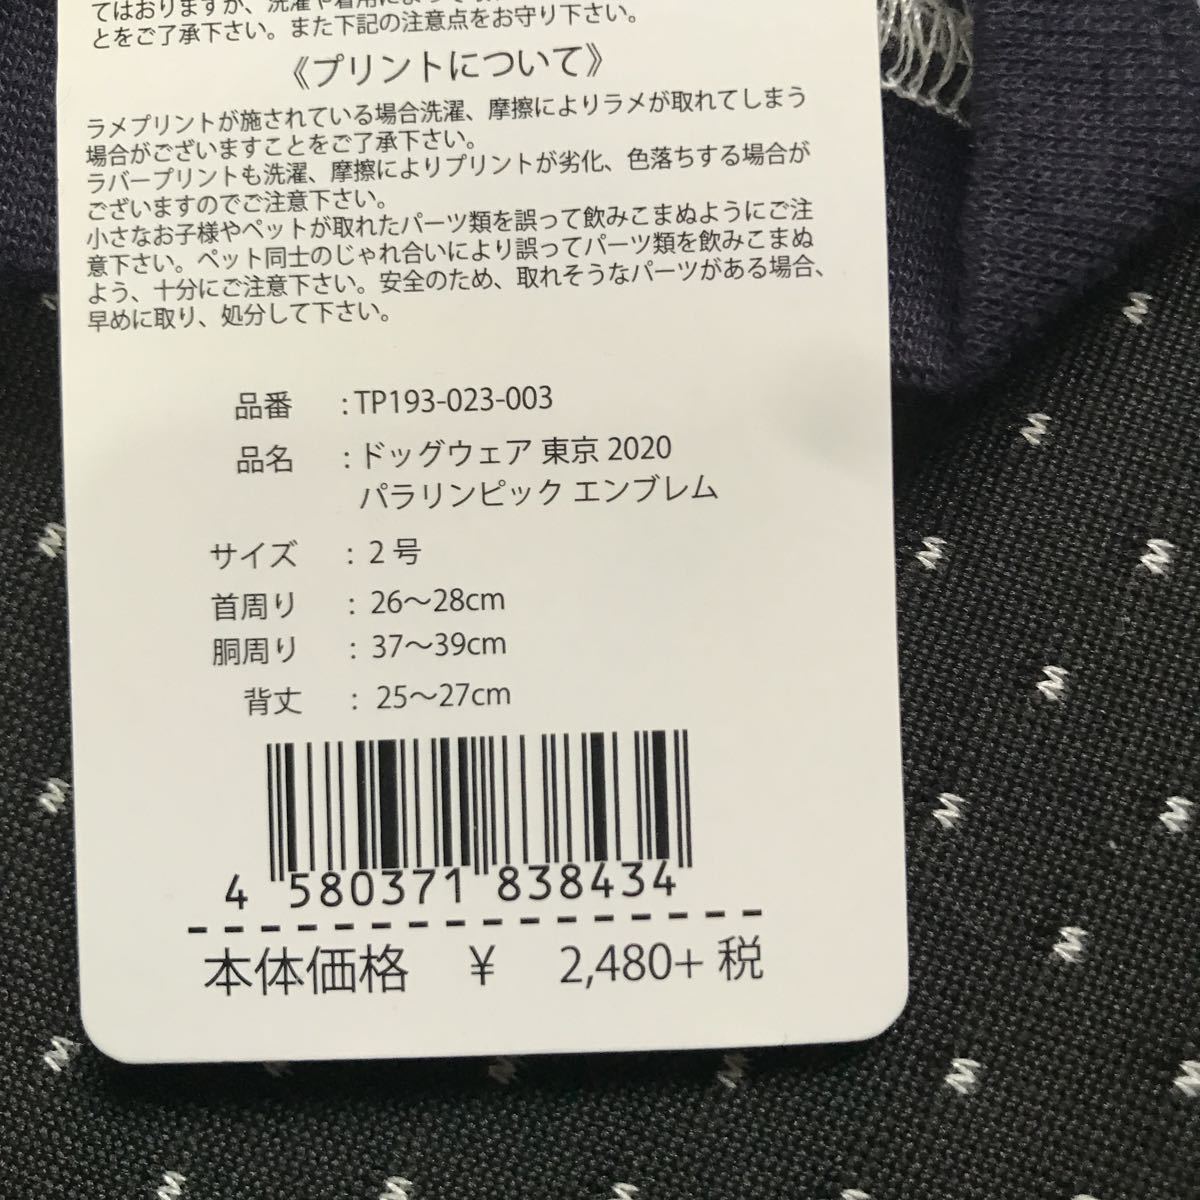 てはおりますが、洗濯や着用によって
とをご了承下さい。また下記の注意点をお守り下さい。
《プリントについて》
ラメプリントが施されている場合洗濯、摩擦によりラメが取れてしまう
場合がございますことをご了承下さい。
ラバープリントも洗濯、摩擦によりプリントが劣化、色落ちする場合が
ございますのでご注意下さい。
小さなお子様やペットが取れたパーツ類を誤って飲みこまぬようにご注
意下さい。ペット同士のじゃれ合いにより誤ってパーツ類を飲みこまぬ
よう、十分にご注意下さい。安全のため、取れそうなパーツがある場合、
早めに取り、処分して下さい。
品番 : TP193-023-003
品名 : ドッグウェア 東京 2020
パラリンピック エンブレム
サイズ : 2 号
首周り : 26〜28cm
胴周り : 37〜39cm
背丈 : 25〜27cm
4 580371 838434
本体価格 ¥ 2,480+ 税